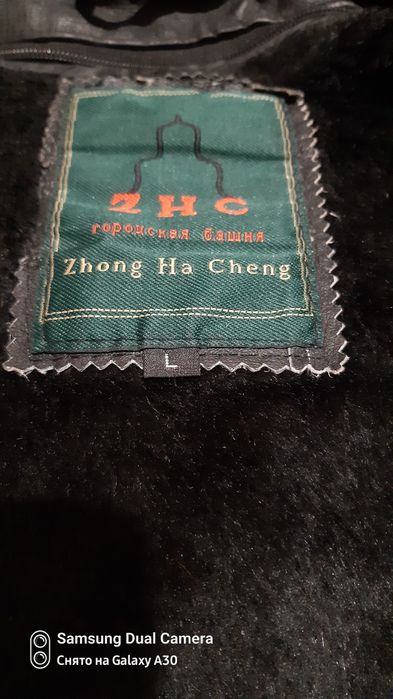 ZHC
городская башня
Zhong Ha Cheng
L
Samsung Dual Camera
Снято на Galaxy A30